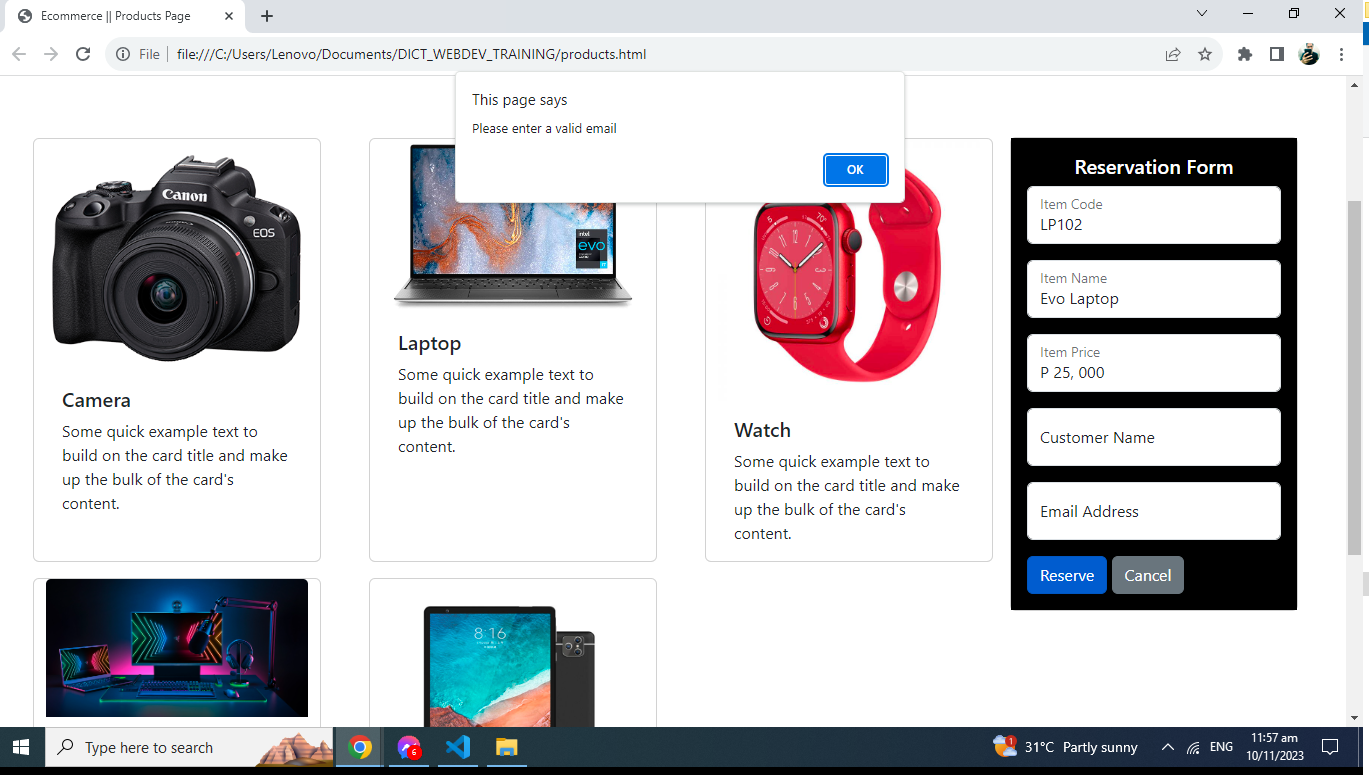 Ecommerce || Products Page
File
file:///C:/Users/Lenovo/Documents/DICT_WEBDEV_TRAINING/products.html
This page says
Please enter a valid email
OK
Canon
EOS
Camera
Some quick example text to
build on the card title and make
up the bulk of the card's
content.
intel
evo
Laptop
Some quick example text to
build on the card title and make
up the bulk of the card's
content.
70°
Watch
Some quick example text to
build on the card title and make
up the bulk of the card's
content.
8:16
Reservation Form
Item Code
LP102
Item Name
Evo Laptop
Item Price
P 25, 000
Customer Name
Email Address
Reserve
Cancel
Type here to search
6
1
31°C Partly sunny
ENG
11:57 am
10/11/2023